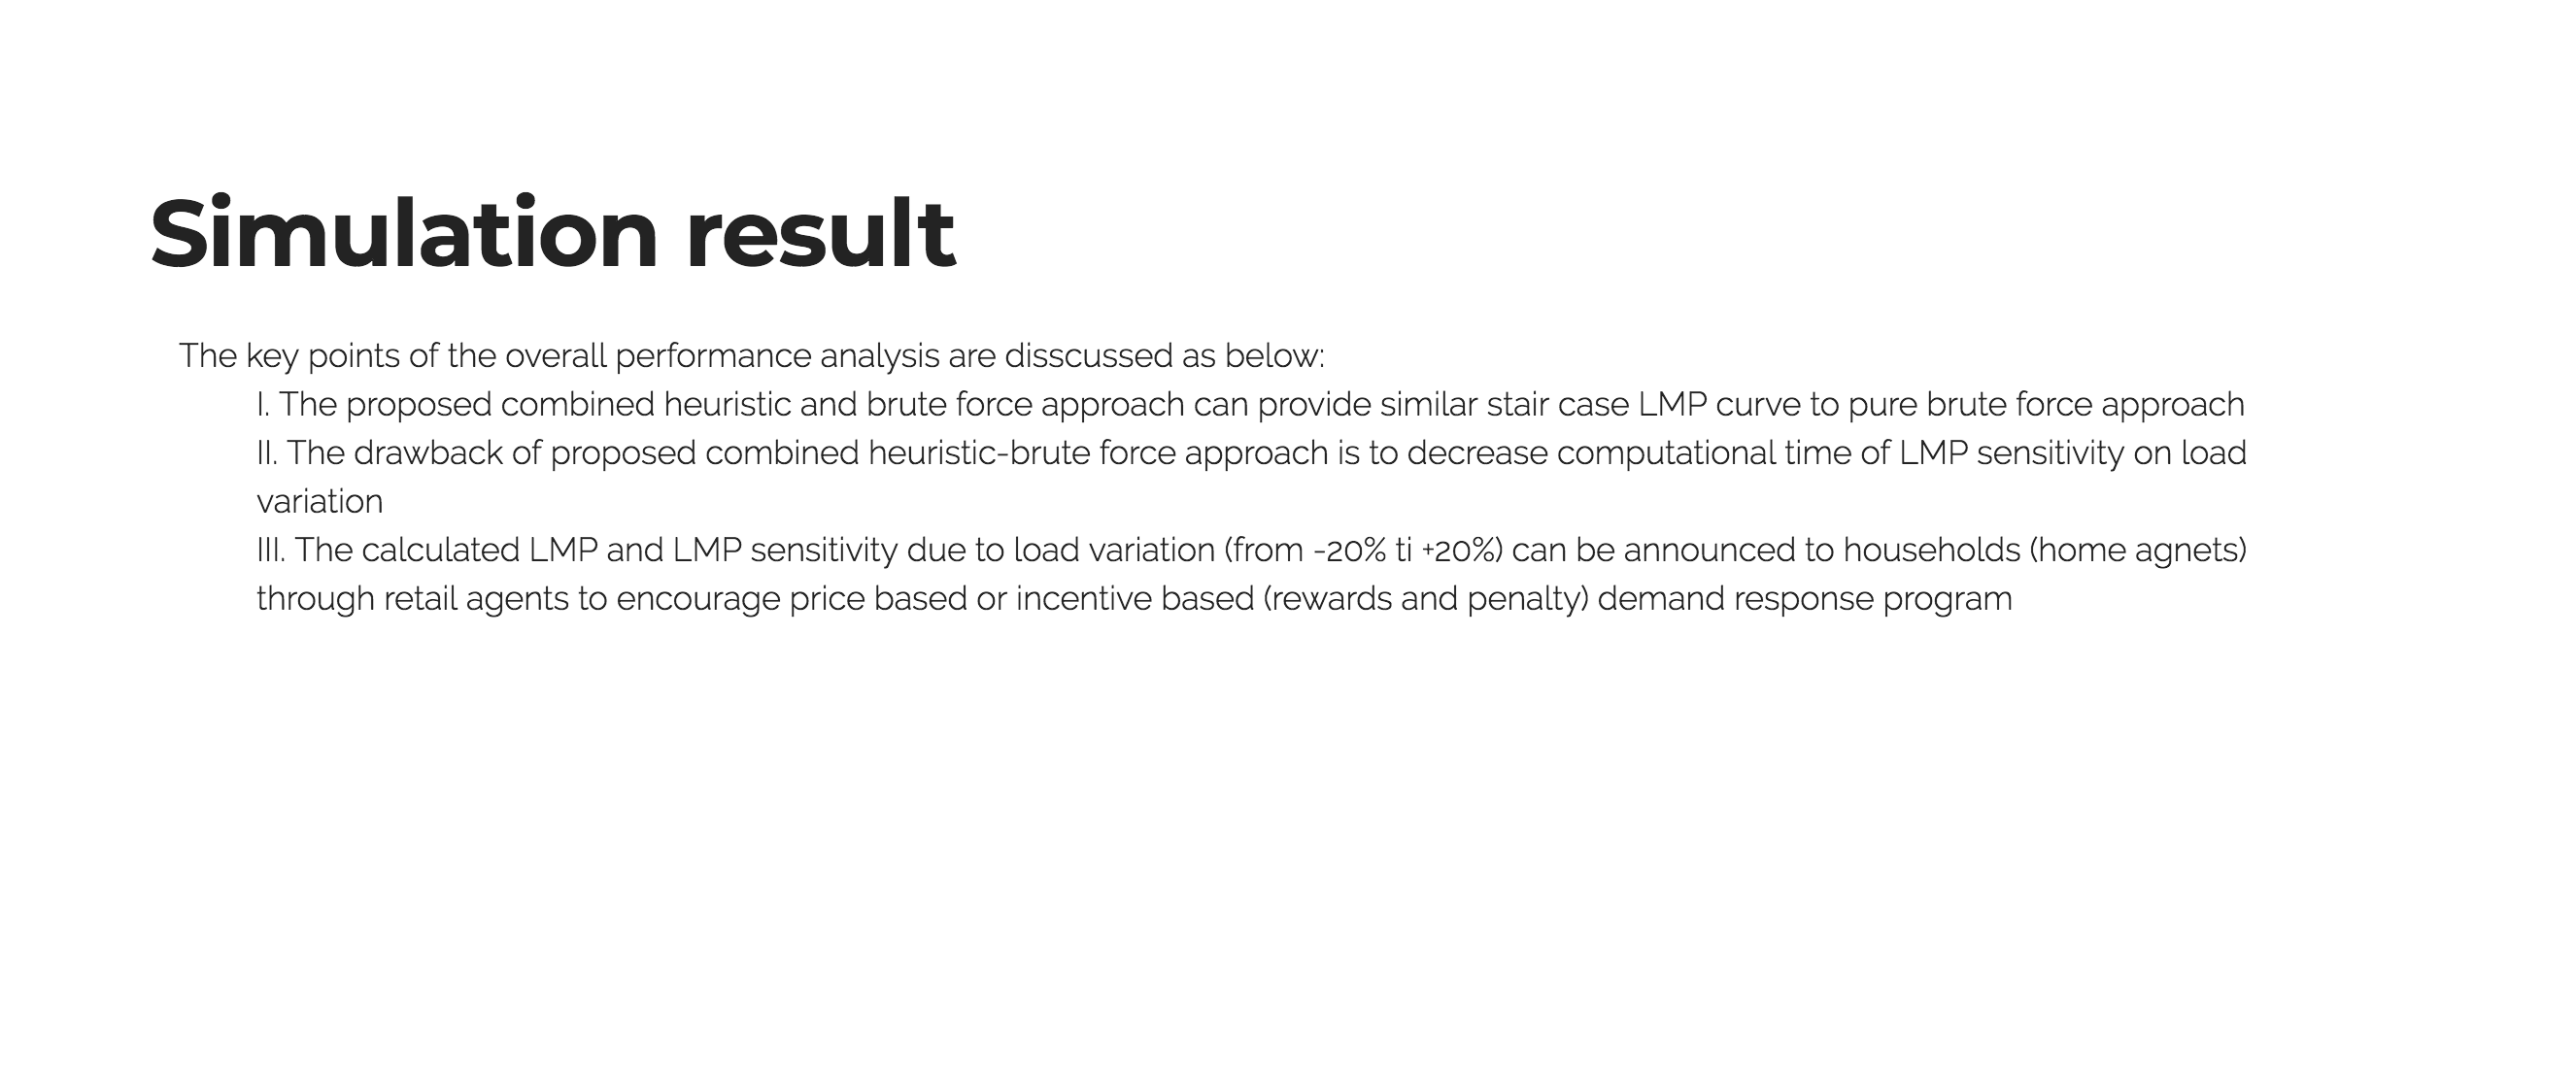 Simulation result
The key points of the overall performance analysis are disscussed as below:
I. The proposed combined heuristic and brute force approach can provide similar stair case LMP curve to pure brute force approach
II. The drawback of proposed combined heuristic-brute force approach is to decrease computational time of LMP sensitivity on load
variation
III. The calculated LMP and LMP sensitivity due to load variation (from -20% ti +20%) can be announced to households (home agnets)
through retail agents to encourage price based or incentive based (rewards and penalty) demand response program